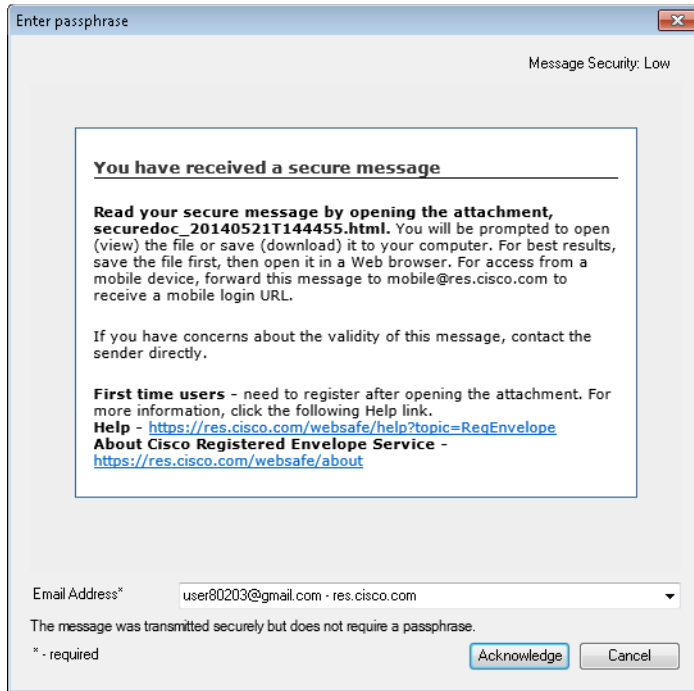 Enter passphrase
Message Security: Low
You have received a secure message
Read your secure message by opening the attachment,
securedoc_20140521T144455.html. You will be prompted to open
(view) the file or save (download) it to your computer. For best results,
save the file first, then open it in a Web browser. For access from a
mobile device, forward this message to mobile@res.cisco.com to
receive a mobile login URL.
If you have concerns about the validity of this message, contact the
sender directly.
First time users - need to register after opening the attachment. For
more information, click the following Help link.
Help - https://res.cisco.com/websafe/help?topic=RegEnvelope
About Cisco Registered Envelope Service -
https://res.cisco.com/websafe/about
Email Address* user80203@gmail.com - res.cisco.com
The message was transmitted securely but does not require a passphrase.
* - required Acknowledge Cancel